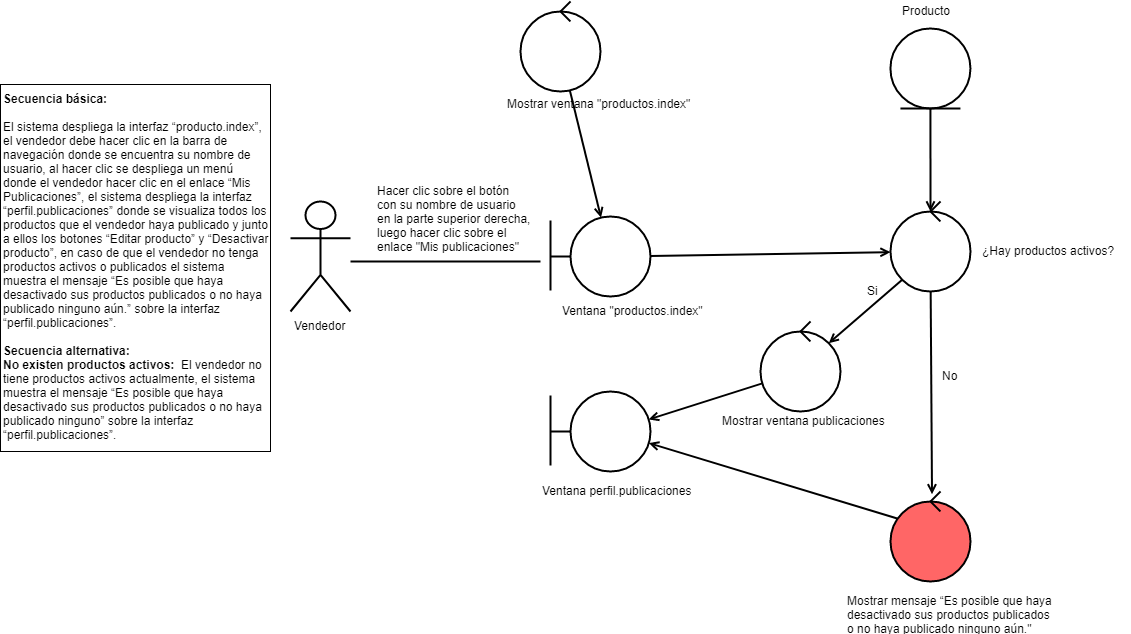 Producto
Mostrar ventana "productos.index"
Secuencia básica:
El sistema despliega la interfaz “producto.index”,
el vendedor debe hacer clic en la barra de
navegación donde se encuentra su nombre de
usuario, al hacer clic se despliega un menú
donde el vendedor hacer clic en el enlace “Mis
Publicaciones”, el sistema despliega la interfaz
“perfil.publicaciones” donde se visualiza todos los
productos que el vendedor haya publicado y junto
a ellos los botones “Editar producto” y “Desactivar
producto”, en caso de que el vendedor no tenga
productos activos o publicados el sistema
muestra el mensaje “Es posible que haya
desactivado sus productos publicados o no haya
publicado ninguno aún.” sobre la interfaz
“perfil.publicaciones”.
Secuencia alternativa:
No existen productos activos: El vendedor no
tiene productos activos actualmente, el sistema
muestra el mensaje “Es posible que haya
desactivado sus productos publicados o no haya
publicado ninguno” sobre la interfaz
“perfil.publicaciones”.
Vendedor
Hacer clic sobre el botón
con su nombre de usuario
en la parte superior derecha,
luego hacer clic sobre el
enlace "Mis publicaciones"
Ventana "productos.index"
¿Hay productos activos?
Si
No
Mostrar ventana publicaciones
Ventana perfil.publicaciones
Mostrar mensaje “Es posible que haya
desactivado sus productos publicados
o no haya publicado ninguno aún.”